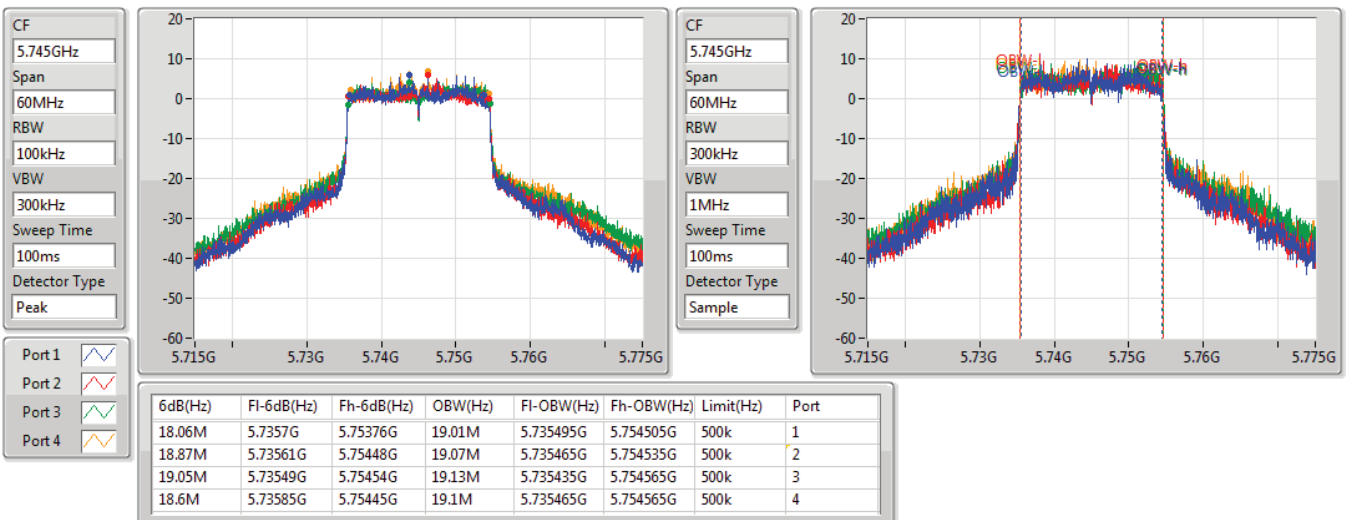 CF
5.745GHz
Span
60MHz
RBW
100kHz
VBW
300kHz
Sweep Time
100ms
Detector Type
Peak
20
10
0
-10
-20
-30
-40
-50
-60
5.715G 5.73G 5.74G 5.75G 5.76G 5.775G
CF
5.745GHz
Span
60MHz
RBW
300kHz
VBW
1MHz
Sweep Time
100ms
Detector Type
Sample
20
10
0
-10
-20
-30
-40
-50
-60
OBW-l OBW-h
5.715G 5.73G 5.74G 5.75G 5.76G 5.775G
Port 1
Port 2
Port 3
Port 4
6dB(Hz) Fl-6dB(Hz) Fh-6dB(Hz) OBW(Hz) Fl-OBW(Hz) Fh-OBW(Hz) Limit(Hz) Port
18.06M 5.7357G 5.75376G 19.01M 5.735495G 5.754505G 500k 1
18.87M 5.73561G 5.75448G 19.07M 5.735465G 5.754535G 500k 2
19.05M 5.73549G 5.75454G 19.13M 5.735435G 5.754565G 500k 3
18.6M 5.73585G 5.75445G 19.1M 5.735465G 5.754565G 500k 4